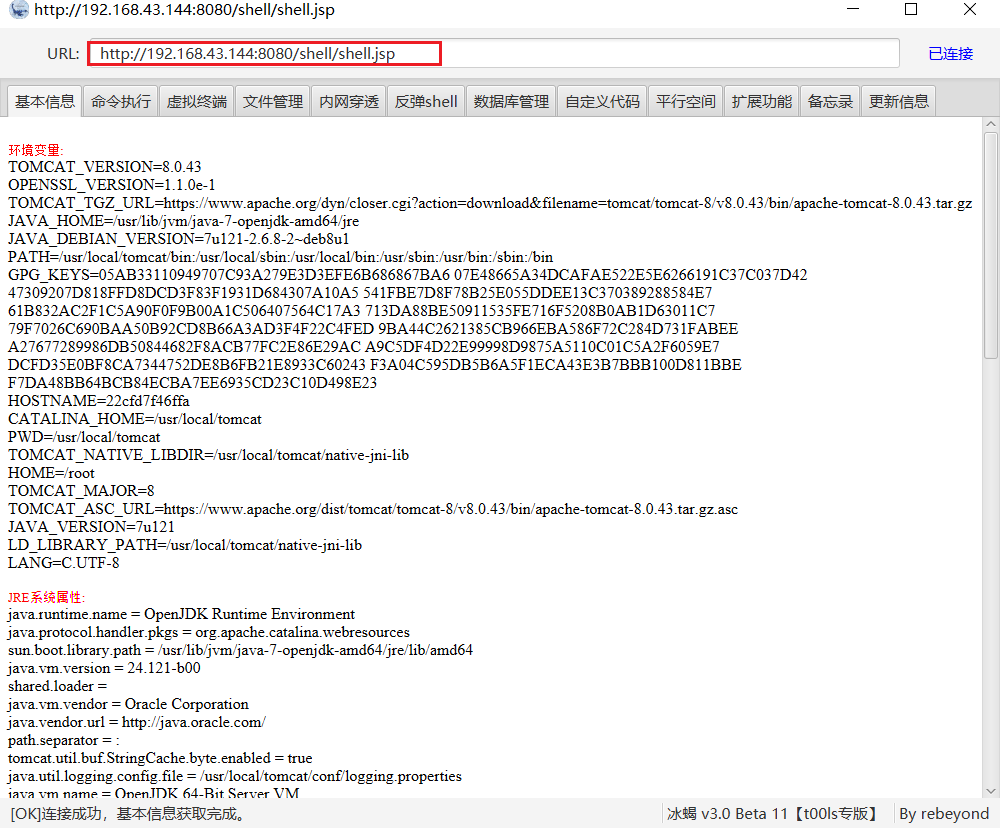 http://192.168.43.144:8080/shell/shell.jsp
URL: http://192.168.43.144:8080/shell/shell.jsp 已连接
基本信息 命令执行 虚拟终端 文件管理 内网穿透 反弹shell 数据库管理 自定义代码 平行空间 扩展功能 备忘录 更新信息
环境变量:
TOMCAT_VERSION=8.0.43
OPENSSL_VERSION=1.1.0e-1
TOMCAT_TGZ_URL=https://www.apache.org/dyn/closer.cgi?action=download&filename=tomcat/tomcat-8/v8.0.43/bin/apache-tomcat-8.0.43.tar.gz
JAVA_HOME=/usr/lib/jvm/java-7-openjdk-amd64/jre
JAVA_DEBIAN_VERSION=7u121-2.6.8-2~deb8u1
PATH=/usr/local/tomcat/bin:/usr/local/sbin:/usr/local/bin:/usr/sbin:/usr/bin:/sbin:/bin
GPG_KEYS=05AB33110949707C93A279E3D3EFE6B686867BA6 07E48665A34DCAFAE522E5E6266191C37C037D42
47309207D818FFD8DCD3F83F1931D684307A10A5 541FBE7D8F78B25E055DDEE13C370389288584E7
61B832AC2F1C5A90F0F9B00A1C506407564C17A3 713DA88BE50911535FE716F5208B0AB1D63011C7
79F7026C690BAA50B92CD8B66A3AD3F4F22C4FED 9BA44C2621385CB966EBA586F72C284D731FABEE
A27677289986DB50844682F8ACB77FC2E86E29AC A9C5DF4D22E99998D9875A5110C01C5A2F6059E7
DCFD35E0BF8CA7344752DE8B6FB21E8933C60243 F3A04C595DB5B6A5F1ECA43E3B7BBB100D811BBE
F7DA48BB64BCB84ECBA7EE6935CD23C10D498E23
HOSTNAME=22cfd7f46ffa
CATALINA_HOME=/usr/local/tomcat
PWD=/usr/local/tomcat
TOMCAT_NATIVE_LIBDIR=/usr/local/tomcat/native-jni-lib
HOME=/root
TOMCAT_MAJOR=8
TOMCAT_ASC_URL=https://www.apache.org/dist/tomcat/tomcat-8/v8.0.43/bin/apache-tomcat-8.0.43.tar.gz.asc
JAVA_VERSION=7u121
LD_LIBRARY_PATH=/usr/local/tomcat/native-jni-lib
LANG=C.UTF-8
JRE系统属性:
java.runtime.name = OpenJDK Runtime Environment
java.protocol.handler.pkgs = org.apache.catalina.webresources
sun.boot.library.path = /usr/lib/jvm/java-7-openjdk-amd64/jre/lib/amd64
java.vm.version = 24.121-b00
shared.loader =
java.vm.vendor = Oracle Corporation
java.vendor.url = http://java.oracle.com/
path.separator = :
tomcat.util.buf.StringCache.byte.enabled = true
java.util.logging.config.file = /usr/local/tomcat/conf/logging.properties
java.vm.name = OpenJDK 64-Bit Server VM
[OK]连接成功，基本信息获取完成。 冰蝎 v3.0 Beta 11【t00ls专版】 By rebeyond